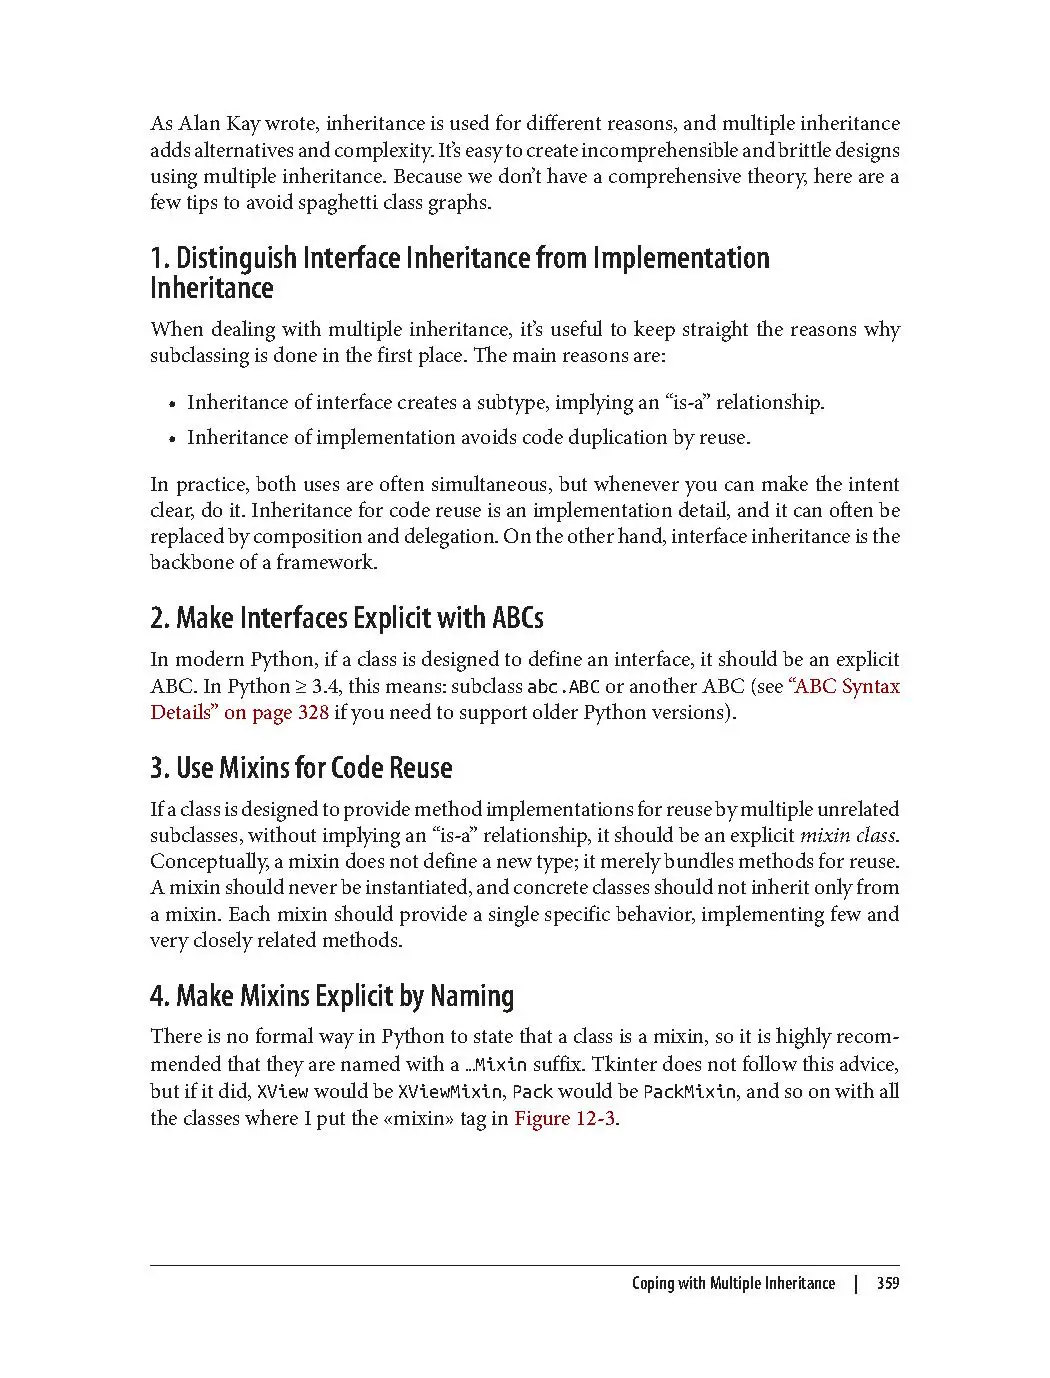 As Alan Kay wrote, inheritance is used for different reasons, and multiple inheritance
adds alternatives and complexity. It’s easy to create incomprehensible and brittle designs
using multiple inheritance. Because we don’t have a comprehensive theory, here are a
few tips to avoid spaghetti class graphs.
1. Distinguish Interface Inheritance from Implementation
Inheritance
When dealing with multiple inheritance, it’s useful to keep straight the reasons why
subclassing is done in the first place. The main reasons are:
• Inheritance of interface creates a subtype, implying an “is-a” relationship.
• Inheritance of implementation avoids code duplication by reuse.
In practice, both uses are often simultaneous, but whenever you can make the intent
clear, do it. Inheritance for code reuse is an implementation detail, and it can often be
replaced by composition and delegation. On the other hand, interface inheritance is the
backbone of a framework.
2. Make Interfaces Explicit with ABCs
In modern Python, if a class is designed to define an interface, it should be an explicit
ABC. In Python ≥ 3.4, this means: subclass abc.ABC or another ABC (see “ABC Syntax
Details” on page 328 if you need to support older Python versions).
3. Use Mixins for Code Reuse
If a class is designed to provide method implementations for reuse by multiple unrelated
subclasses, without implying an “is-a” relationship, it should be an explicit mixin class.
Conceptually, a mixin does not define a new type; it merely bundles methods for reuse.
A mixin should never be instantiated, and concrete classes should not inherit only from
a mixin. Each mixin should provide a single specific behavior, implementing few and
very closely related methods.
4. Make Mixins Explicit by Naming
There is no formal way in Python to state that a class is a mixin, so it is highly recom-
mended that they are named with a …Mixin suffix. Tkinter does not follow this advice,
but if it did, XView would be XViewMixin, Pack would be PackMixin, and so on with all
the classes where I put the «mixin» tag in Figure 12-3.
Coping with Multiple Inheritance | 359